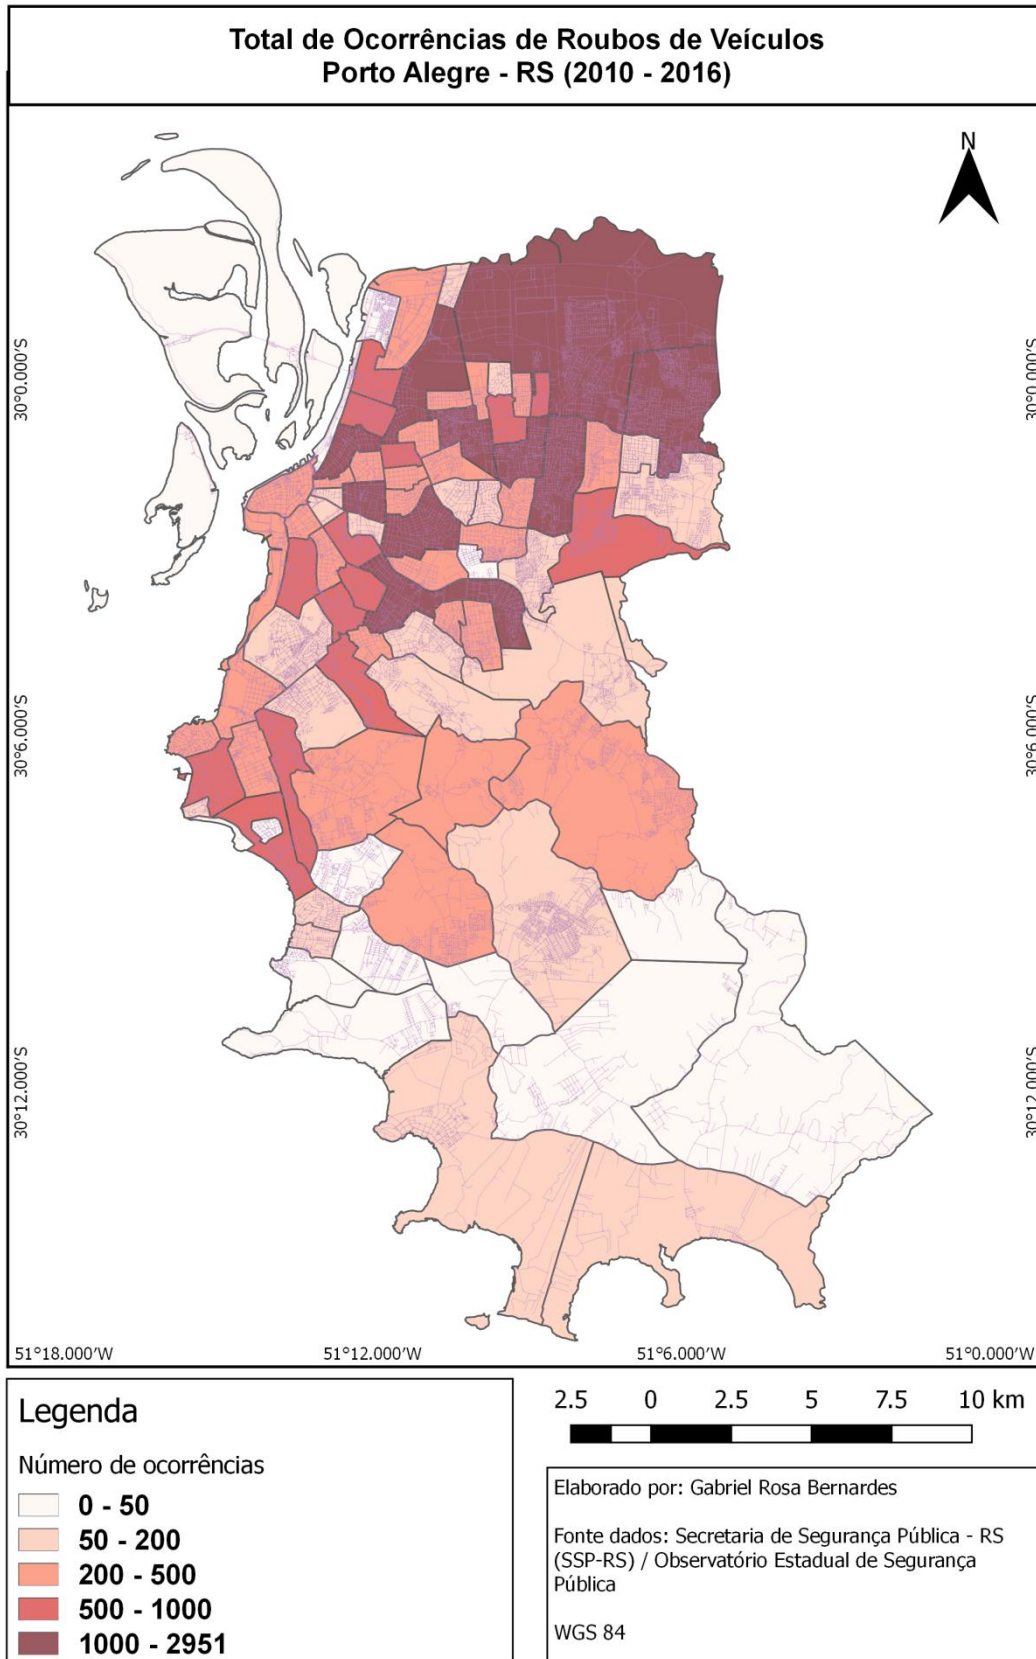 Total de Ocorrências de Roubos de Veículos
Porto Alegre - RS (2010 - 2016)
N
30°0.000'S
30°0.000'S
30°6.000'S
30°6.000'S
30°12.000'S
30°12.000'S
51°18.000'W
51°12.000'W
51°6.000'W
51°0.000'W
Legenda
Número de ocorrências
0 - 50
50 - 200
200 - 500
500 - 1000
1000 - 2951
2.5 0 2.5 5 7.5 10 km
Elaborado por: Gabriel Rosa Bernardes
Fonte dados: Secretaria de Segurança Pública - RS
(SSP-RS) / Observatório Estadual de Segurança
Pública
WGS 84